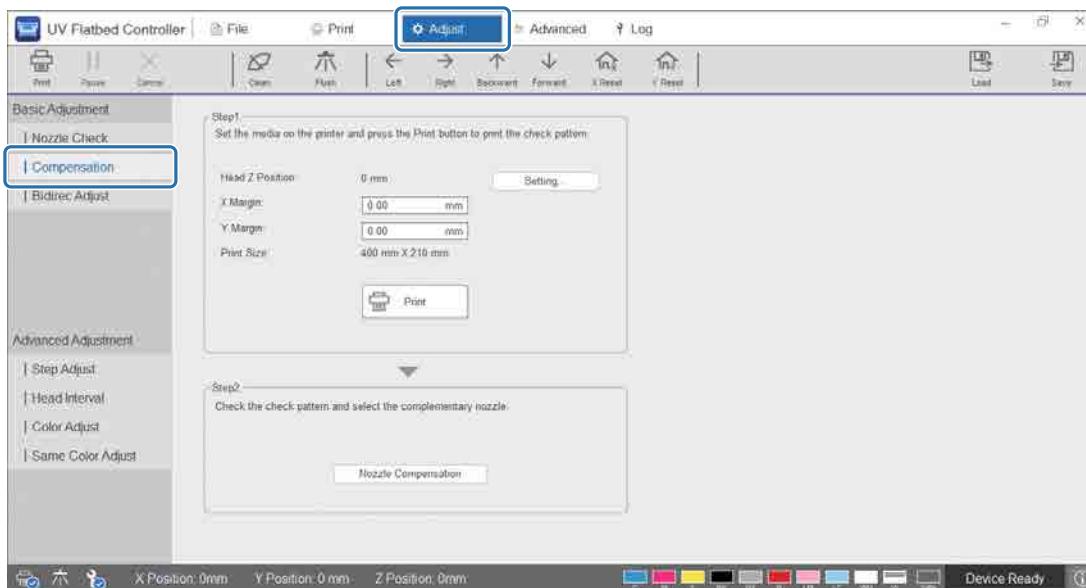 UV Flatbed Controller
File
Print
Adjust
Advanced
Log
Print
Pause
Cancel
Clean
Flush
Left
Right
Backward
Forward
X Reset
Y Reset
Load
Save
Basic Adjustment
Nozzle Check
Compensation
Bidirec Adjust
Advanced Adjustment
Step Adjust
Head Interval
Color Adjust
Same Color Adjust
Step1
Set the media on the printer and press the Print button to print the check pattern.
Head Z Position: 0 mm Setting
X Margin: 0.00 mm
Y Margin: 0.00 mm
Print Size: 400 mm X 210 mm
Print
Step2
Check the check pattern and select the complementary nozzle.
Nozzle Compensation
X Position: 0mm Y Position: 0 mm Z Position: 0mm
Device Ready